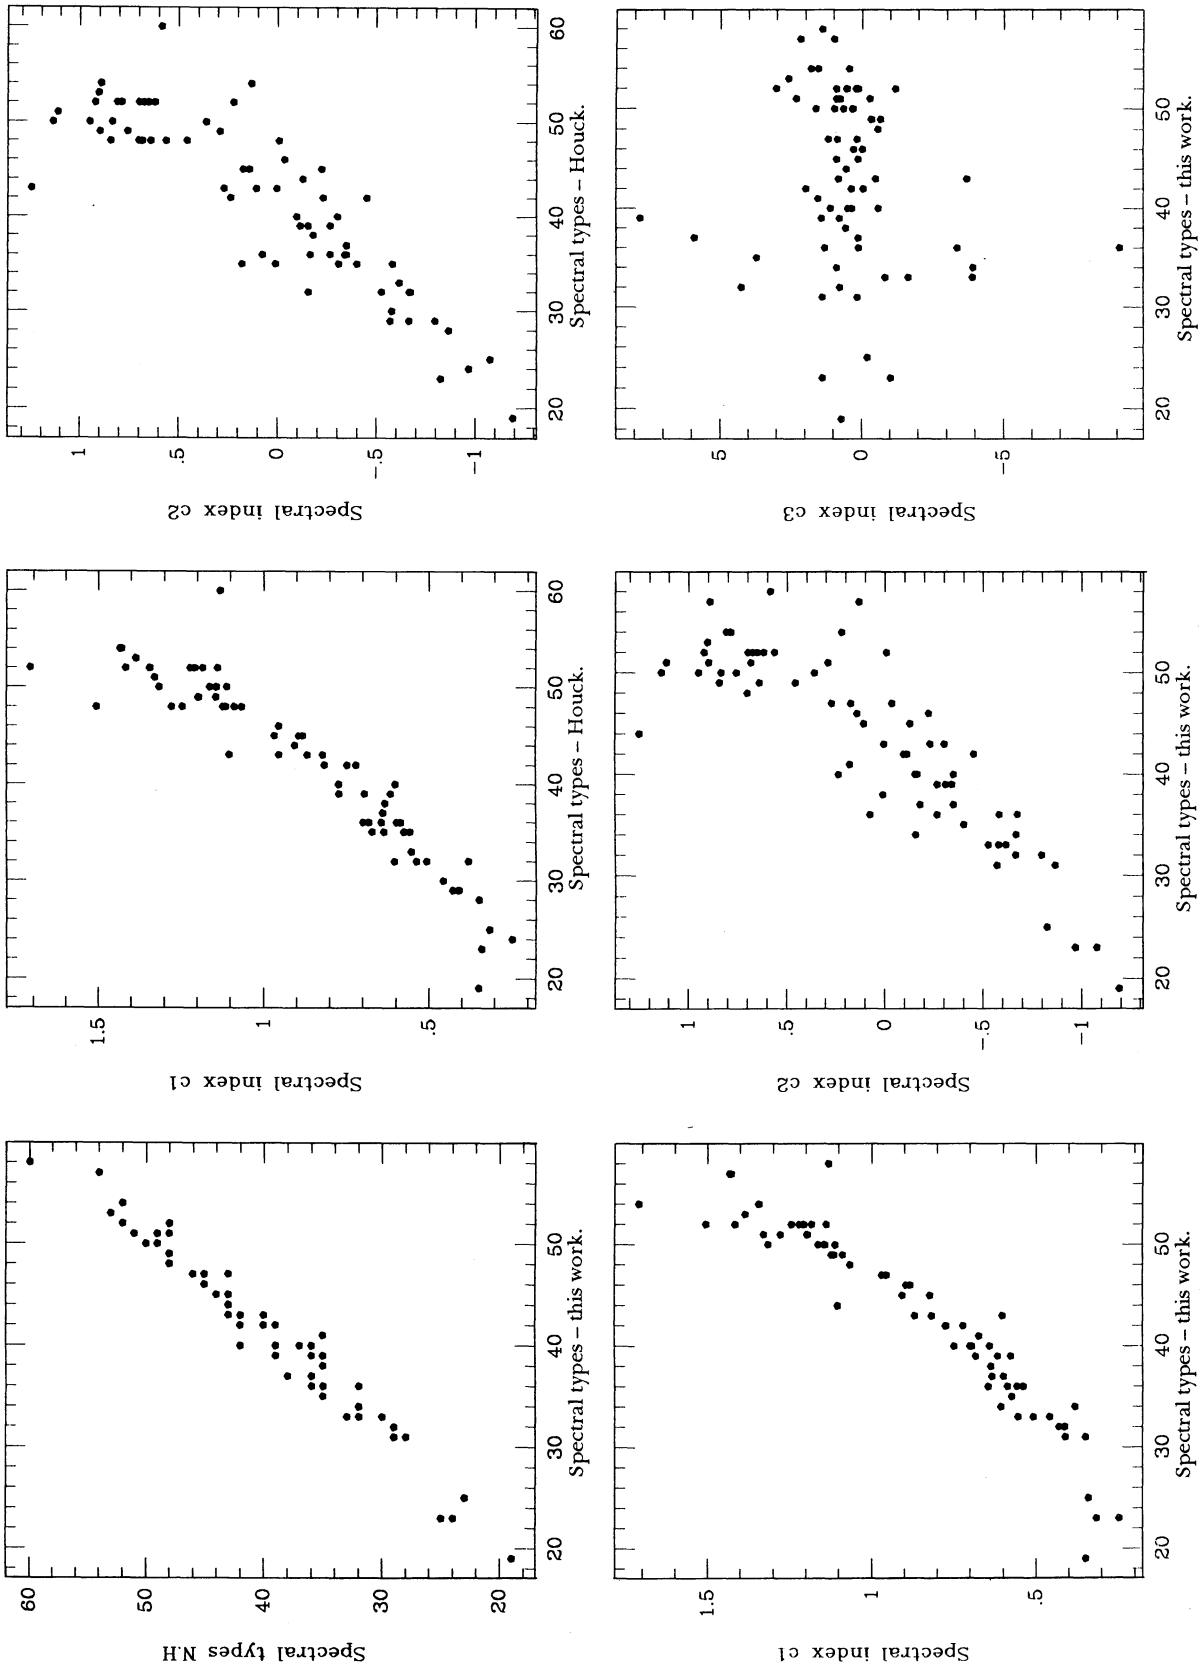 Spectral types N.H
60
50
40
30
20
20 30 40 50
Spectral types – this work.
Spectral index c1
1.5
1
.5
20 30 40 50 60
Spectral types – Houck.
Spectral index c2
1
.5
0
-.5
-1
20 30 40 50 60
Spectral types – Houck.
Spectral index c1
1.5
1
.5
20 30 40 50
Spectral types – this work.
Spectral index c2
1
.5
0
-.5
-1
20 30 40 50
Spectral types – this work.
Spectral index c3
5
0
-5
20 30 40 50
Spectral types – this work.